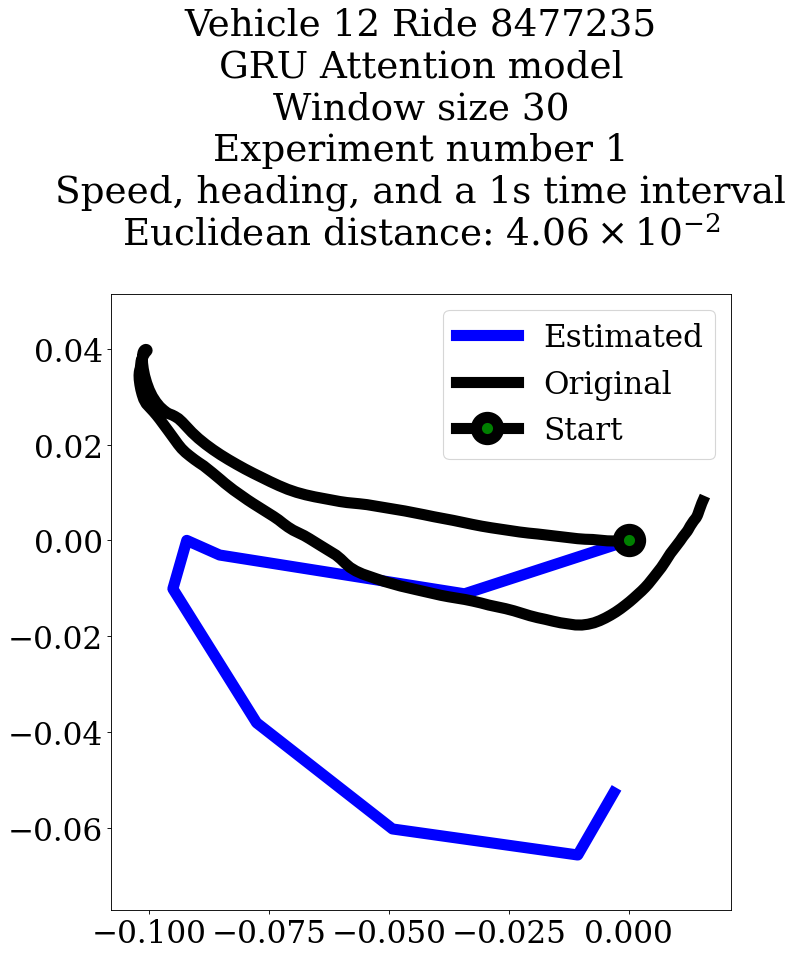 Vehicle 12 Ride 8477235
GRU Attention model
Window size 30
Experiment number 1
Speed, heading, and a 1s time interval
Euclidean distance: 4.06 × 10⁻²
Estimated
Original
Start
0.04
0.02
0.00
−0.02
−0.04
−0.06
−0.100 −0.075 −0.050 −0.025 0.000